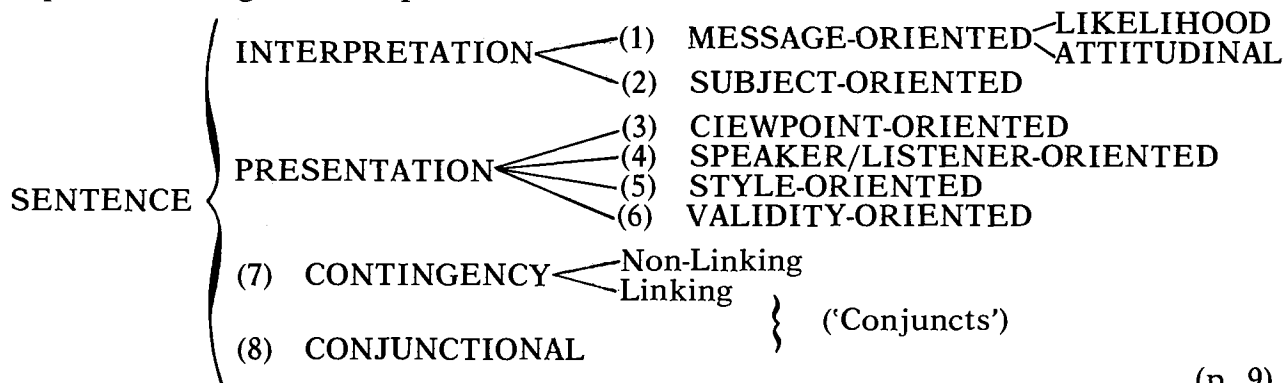 LIKELIHOOD
INTERPRETATION (1) MESSAGE-ORIENTED
ATTITUDINAL
(2) SUBJECT-ORIENTED
(3) CIEWPOINT-ORIENTED
PRESENTATION (4) SPEAKER/LISTENER-ORIENTED
SENTENCE (5) STYLE-ORIENTED
(6) VALIDITY-ORIENTED
(7) CONTINGENCY Non-Linking
Linking
('Conjuncts')
(8) CONJUNCTIONAL